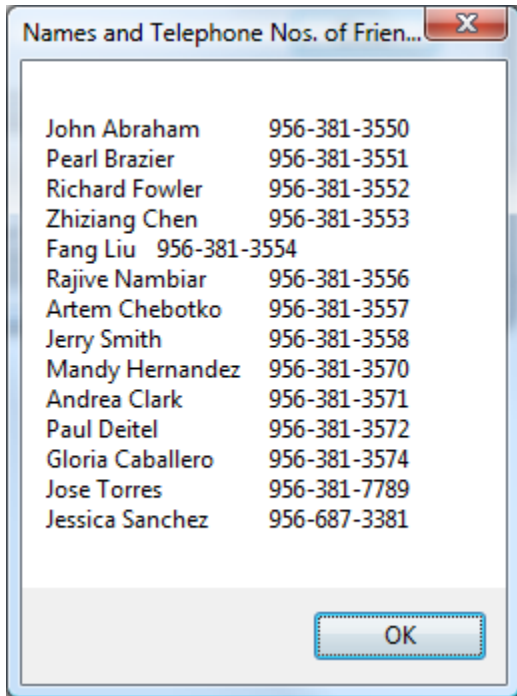 Names and Telephone Nos. of Frien...
John Abraham 956-381-3550
Pearl Brazier 956-381-3551
Richard Fowler 956-381-3552
Zhiziang Chen 956-381-3553
Fang Liu 956-381-3554
Rajive Nambiar 956-381-3556
Artem Chebotko 956-381-3557
Jerry Smith 956-381-3558
Mandy Hernandez 956-381-3570
Andrea Clark 956-381-3571
Paul Deitel 956-381-3572
Gloria Caballero 956-381-3574
Jose Torres 956-381-7789
Jessica Sanchez 956-687-3381
OK